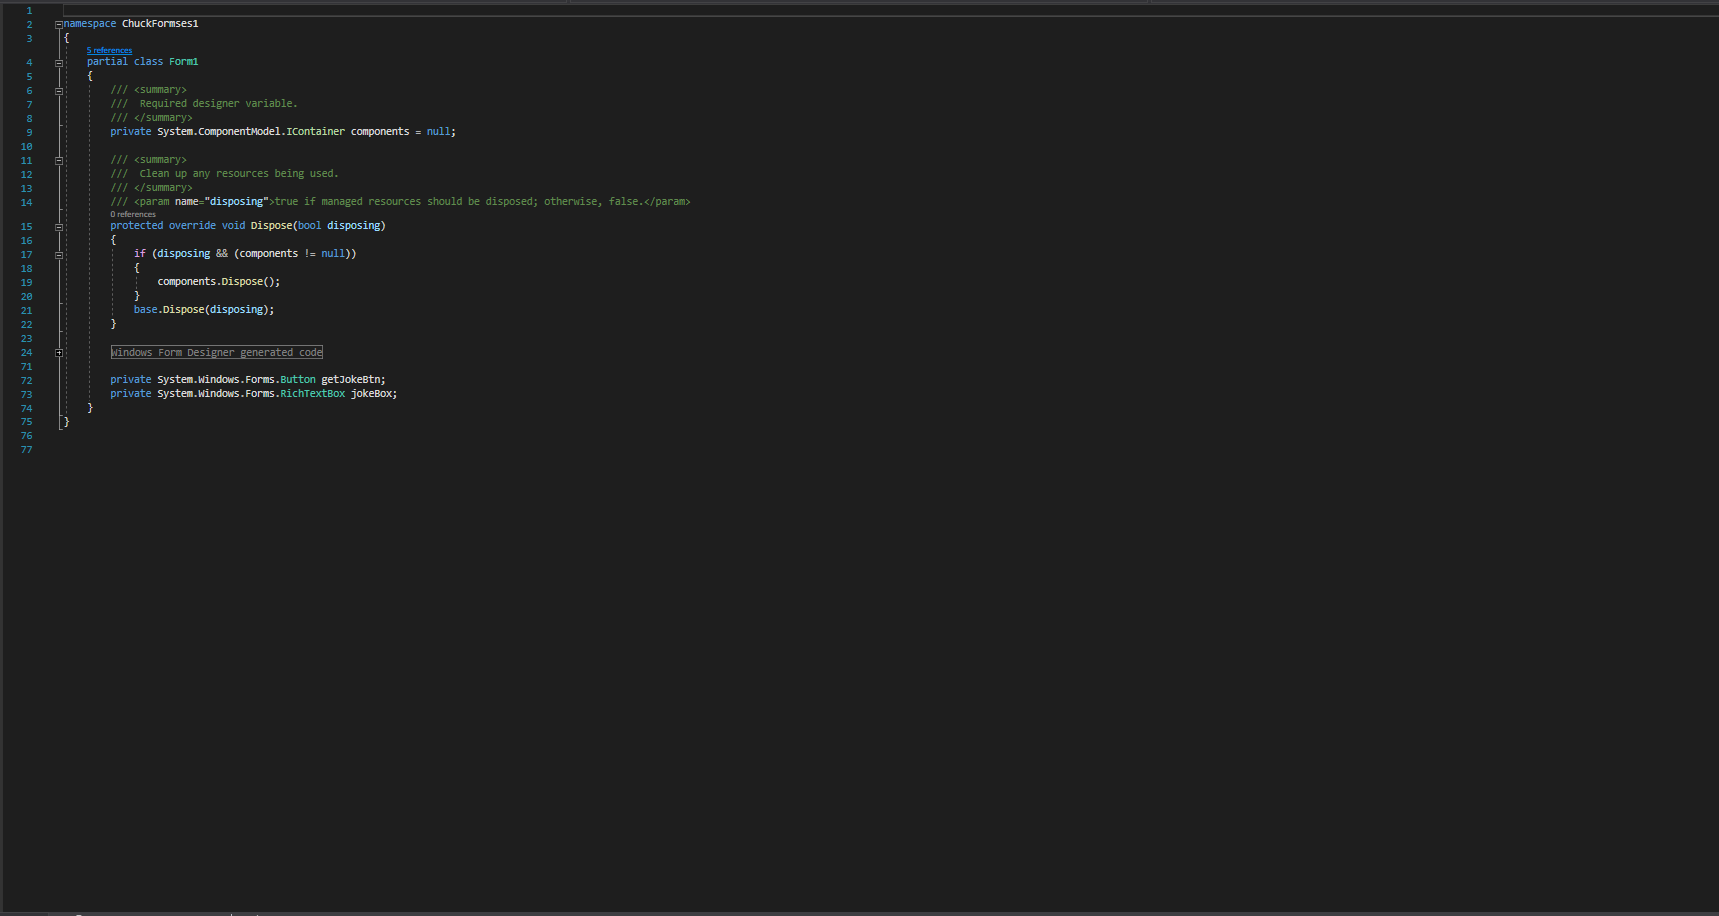 1
2 namespace ChuckFormses1
3 {
5 references
4 partial class Form1
5 {
6 /// <summary>
7 ///  Required designer variable.
8 /// </summary>
9 private System.ComponentModel.IContainer components = null;
10
11 /// <summary>
12 ///  Clean up any resources being used.
13 /// </summary>
14 /// <param name="disposing">true if managed resources should be disposed; otherwise, false.</param>
0 references
15 protected override void Dispose(bool disposing)
16 {
17 if (disposing && (components != null))
18 {
19 components.Dispose();
20 }
21 base.Dispose(disposing);
22 }
23
24 Windows Form Designer generated code
71
72 private System.Windows.Forms.Button getJokeBtn;
73 private System.Windows.Forms.RichTextBox jokeBox;
74 }
75 }
76
77